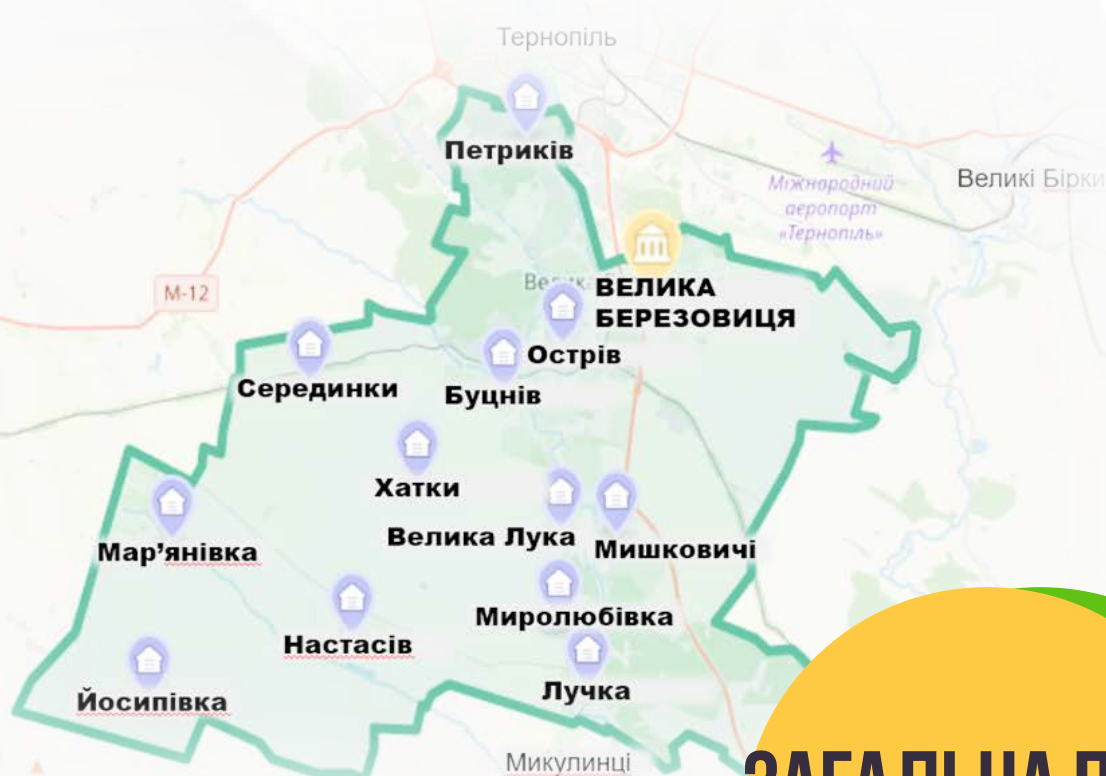 Тернопіль
Петриків
Міжнародний
аеропорт
«Тернопіль»
Великі Бірки
М-12
ВЕЛИКА
БЕРЕЗОВИЦЯ
Острів
Серединки
Буцнів
Хатки
Велика Лука
Мишковичі
Мар’янівка
Миролюбівка
Настасів
Лучка
Йосипівка
Микулинці